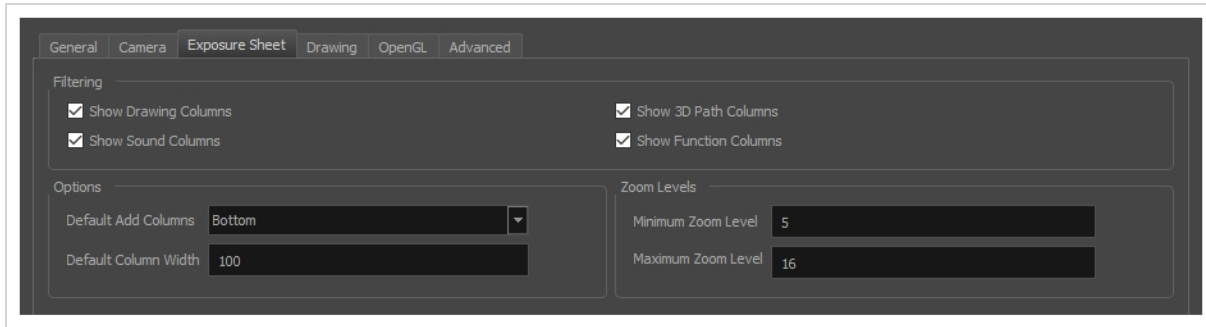 General Camera Exposure Sheet Drawing OpenGL Advanced
Filtering
Show Drawing Columns Show 3D Path Columns
Show Sound Columns Show Function Columns
Options Zoom Levels
Default Add Columns Bottom Minimum Zoom Level 5
Default Column Width 100 Maximum Zoom Level 16